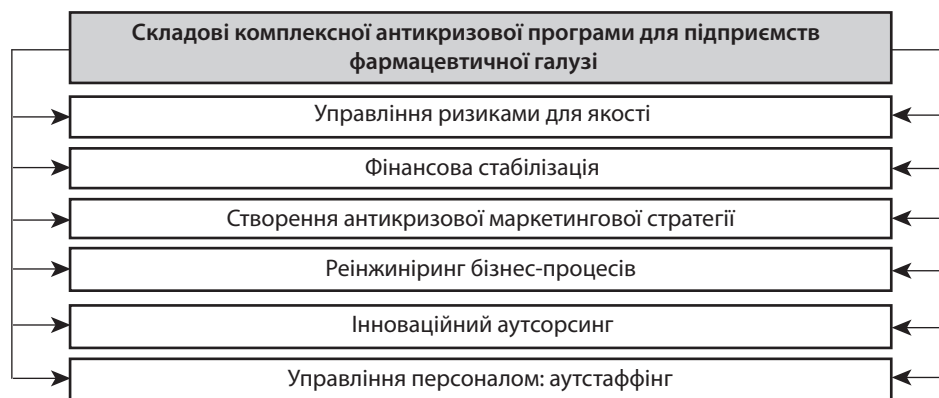 Складові комплексної антикризової програми для підприємств
фармацевтичної галузі
Управління ризиками для якості
Фінансова стабілізація
Створення антикризової маркетингової стратегії
Реінжиніринг бізнес-процесів
Інноваційний аутсорсинг
Управління персоналом: аутстаффінг